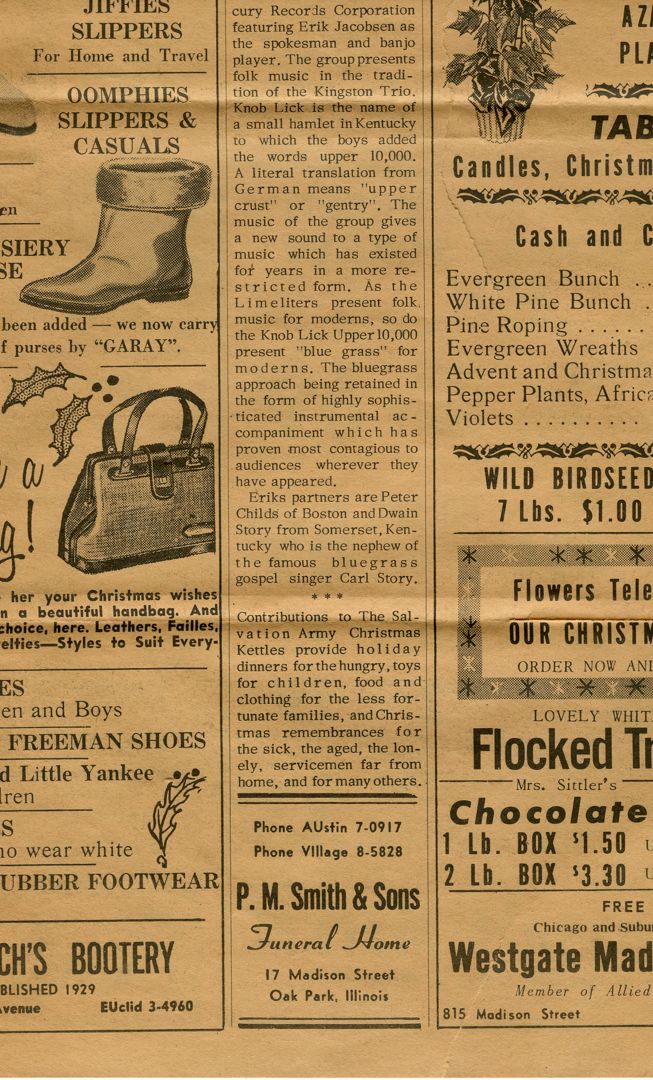 JIFFIES
SLIPPERS
For Home and Travel
OOMPHIES
SLIPPERS &
CASUALS
en
SIERY
SE
been added — we now carry
f purses by "GARAY".
a
g!
her your Christmas wishes
n a beautiful handbag. And
choice, here. Leathers, Failles,
elties—Styles to Suit Every-
ES
en and Boys
FREEMAN SHOES
d Little Yankee
dren
S
ho wear white
UBBER FOOTWEAR
CH'S BOOTERY
BLISHED 1929
Avenue EUclid 3-4960
cury Records Corporation
featuring Erik Jacobsen as
the spokesman and banjo
player. The group presents
folk music in the tradi-
tion of the Kingston Trio.
Knob Lick is the name of
a small hamlet in Kentucky
to which the boys added
the words upper 10,000.
A literal translation from
German means "upper
crust" or "gentry". The
music of the group gives
a new sound to a type of
music which has existed
for years in a more re-
stricted form. As the
Limeliters present folk
music for moderns, so do
the Knob Lick Upper 10,000
present "blue grass" for
moderns. The bluegrass
approach being retained in
the form of highly sophis-
ticated instrumental ac-
companiment which has
proven most contagious to
audiences wherever they
have appeared.
Eriks partners are Peter
Childs of Boston and Dwain
Story from Somerset, Ken-
tucky who is the nephew of
the famous bluegrass
gospel singer Carl Story.
* * *
Contributions to The Sal-
vation Army Christmas
Kettles provide holiday
dinners for the hungry, toys
for children, food and
clothing for the less for-
tunate families, and Chris-
tmas remembrances for
the sick, the aged, the lon-
ely, servicemen far from
home, and for many others.
Phone AUstin 7-0917
Phone VIllage 8-5828
P. M. Smith & Sons
Funeral Home
17 Madison Street
Oak Park, Illinois
AZA
PLA
TAB
Candles, Christm
Cash and C
Evergreen Bunch . .
White Pine Bunch .
Pine Roping . . . . . .
Evergreen Wreaths
Advent and Christma
Pepper Plants, Africa
Violets . . . . . . . . . .
WILD BIRDSEED
7 Lbs. $1.00
Flowers Tele
OUR CHRISTM
ORDER NOW AND
LOVELY WHIT
Flocked Tr
Mrs. Sittler's
Chocolate
1 Lb. BOX $1.50
2 Lb. BOX $3.30
FREE
Chicago and Subu
Westgate Mad
Member of Allied
815 Madison Street